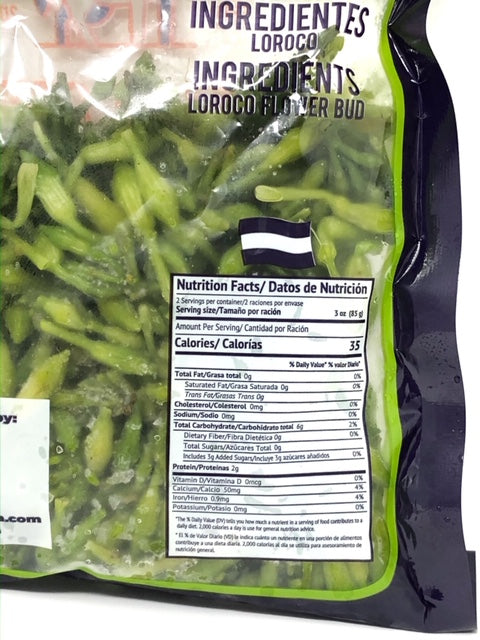 INGREDIENTES
LOROCO
INGREDIENTS
LOROCO FLOWER BUD
Nutrition Facts/ Datos de Nutrición
2 Servings per container/2 raciones por envase
Serving size/Tamaño por ración 3 oz (85 g)
Amount Per Serving/ Cantidad por Ración
Calories/ Calorías 35
% Daily Value* % valor Diario*
Total Fat/Grasa total 0g 0%
Saturated Fat/Grasa Saturada 0g 0%
Trans Fat/Grasas Trans 0g
Cholesterol/Colesterol 0mg 0%
Sodium/Sodio 0mg 0%
Total Carbohydrate/Carbohidrato total 6g 2%
Dietary Fiber/Fibra Dietética 0g 0%
Total Sugars/Azúcares Total 0g
Includes 3g Added Sugars/Incluye 3g azúcares añadidos 0%
Protein/Proteínas 2g
Vitamin D/Vitamina D 0mcg 0%
Calcium/Calcio 50mg 4%
Iron/Hierro 0.9mg 4%
Potassium/Potasio 0mg 0%
*The % Daily Value (DV) tells you how much a nutrient in a serving of food contributes to a
daily diet. 2,000 calories a day is use for general nutrition advice.
*El % de Valor Diario (VD) le indica cuánto un nutriente en una porción de alimentos
contribuye a una dieta diaria. 2,000 calorías al día se utiliza para asesoramiento de
nutrición general.
by:
.com